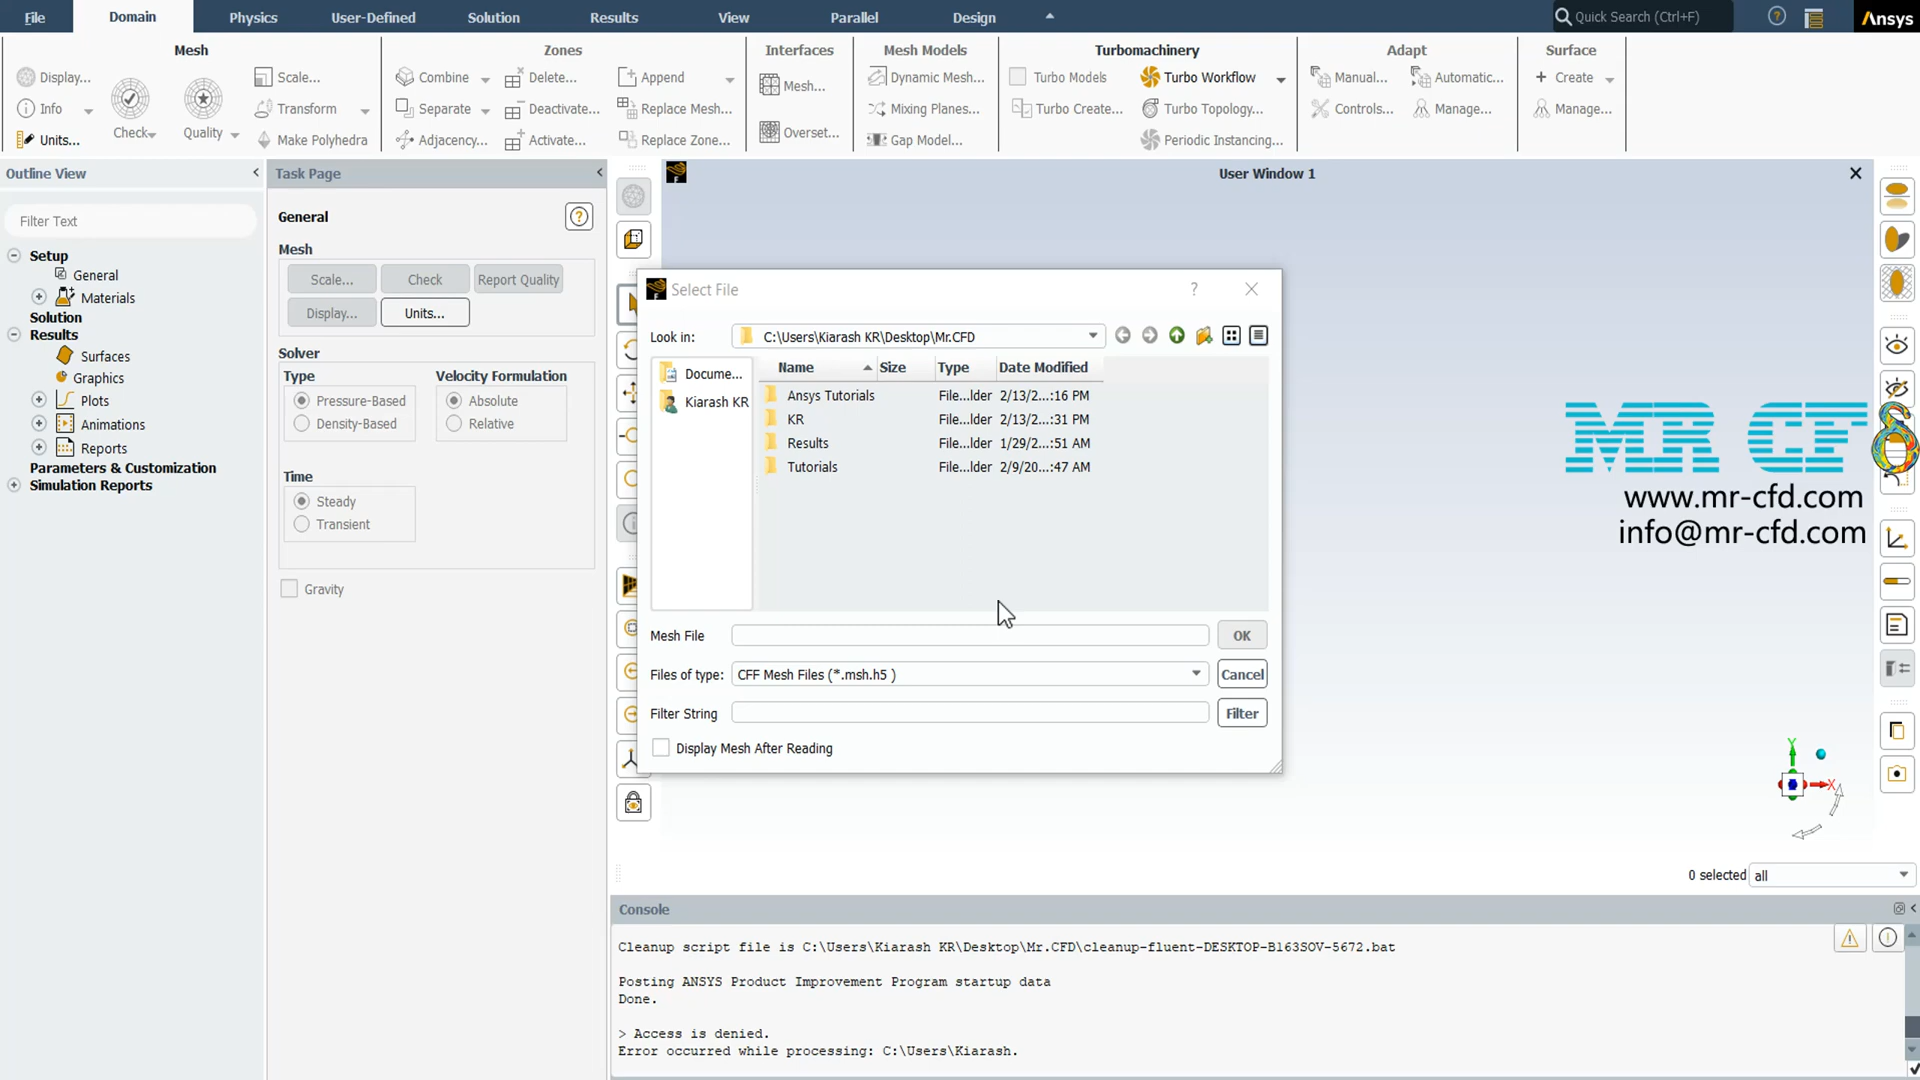 File Domain Physics User-Defined Solution Results View Parallel Design Quick Search (Ctrl+F) Ansys
Mesh Zones Interfaces Mesh Models Turbomachinery Adapt Surface
Display... Scale... Combine Delete... Append Mesh... Dynamic Mesh... Turbo Models Turbo Workflow Manual... Automatic... + Create
Info Transform Separate Deactivate... Replace Mesh... Mixing Planes... Turbo Create... Turbo Topology... Controls... Manage... Manage...
Units... Check Quality Make Polyhedra Adjacency... Activate... Replace Zone... Overset... Gap Model... Periodic Instancing...
Outline View < Task Page < User Window 1
Filter Text
Setup
General
Materials
Solution
Results
Surfaces
Graphics
Plots
Animations
Reports
Parameters & Customization
Simulation Reports
General
Mesh
Scale... Check Report Quality
Display... Units...
Solver
Type Velocity Formulation
Pressure-Based Absolute
Density-Based Relative
Time
Steady
Transient
Gravity
Select File ?
Look in: C:\Users\Kiarash KR\Desktop\Mr.CFD
Docume...
Kiarash KR
Name Size Type Date Modified
Ansys Tutorials File...lder 2/13/2...:16 PM
KR File...lder 2/13/2...:31 PM
Results File...lder 1/29/2...:51 AM
Tutorials File...lder 2/9/20...:47 AM
Mesh File OK
Files of type: CFF Mesh Files (*.msh.h5 ) Cancel
Filter String Filter
Display Mesh After Reading
MR CFD
www.mr-cfd.com
info@mr-cfd.com
Y
X
0 selected all
Console
Cleanup script file is C:\Users\Kiarash KR\Desktop\Mr.CFD\cleanup-fluent-DESKTOP-B163SOV-5672.bat
Posting ANSYS Product Improvement Program startup data
Done.
> Access is denied.
Error occurred while processing: C:\Users\Kiarash.